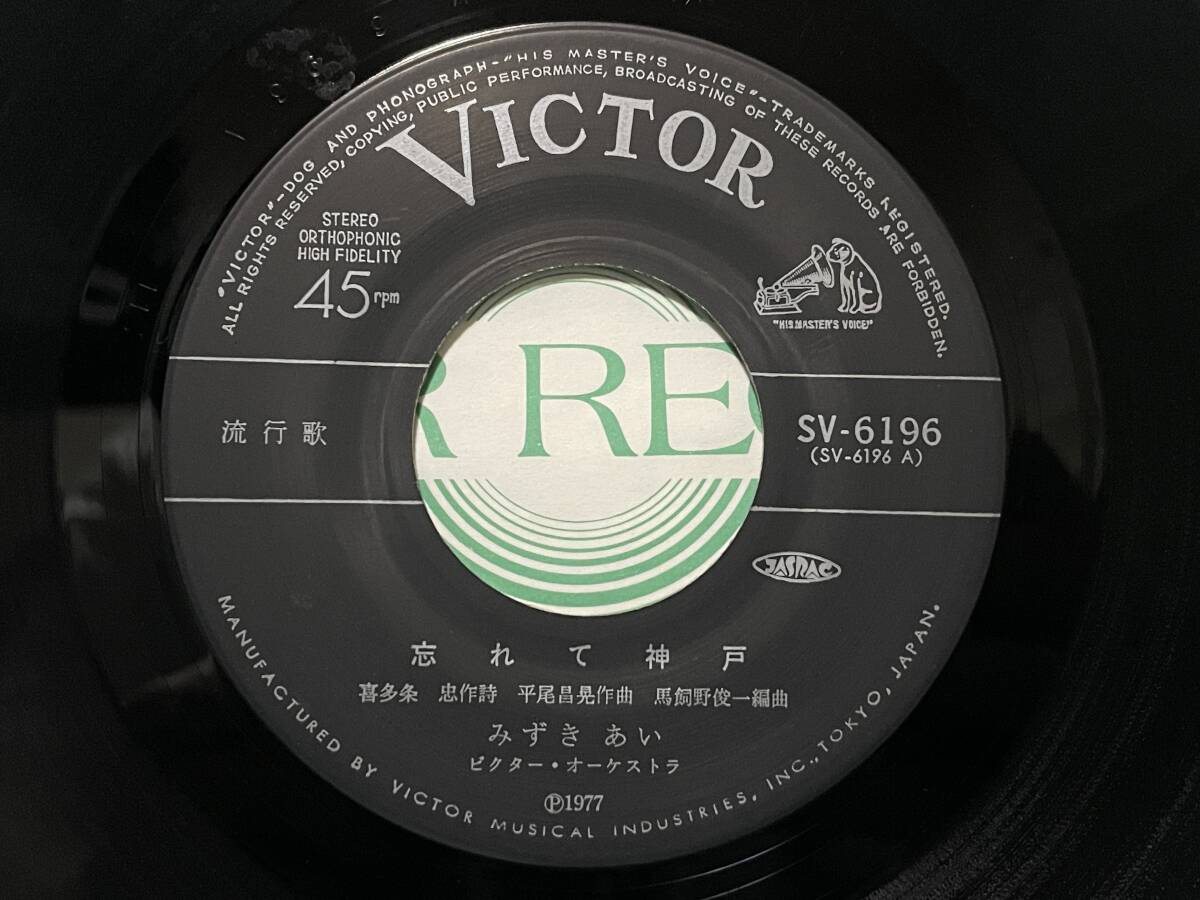 "VICTOR"-DOG AND PHONOGRAPH-"HIS MASTER'S VOICE"-TRADEMARKS REGISTERED.
ALL RIGHTS RESERVED, COPYING, PUBLIC PERFORMANCE, BROADCASTING OF THESE RECORDS ARE FORBIDDEN.
VICTOR
STEREO
ORTHOPHONIC
HIGH FIDELITY
45 rpm
"HIS MASTER'S VOICE"
R REC
流行歌
SV-6196
(SV-6196 A)
JASRAC
忘れて神戸
喜多条 忠作詩 平尾昌晃作曲 馬飼野俊一編曲
みずき あい
ビクター・オーケストラ
Ⓟ1977
MANUFACTURED BY VICTOR MUSICAL INDUSTRIES, INC., TOKYO, JAPAN.